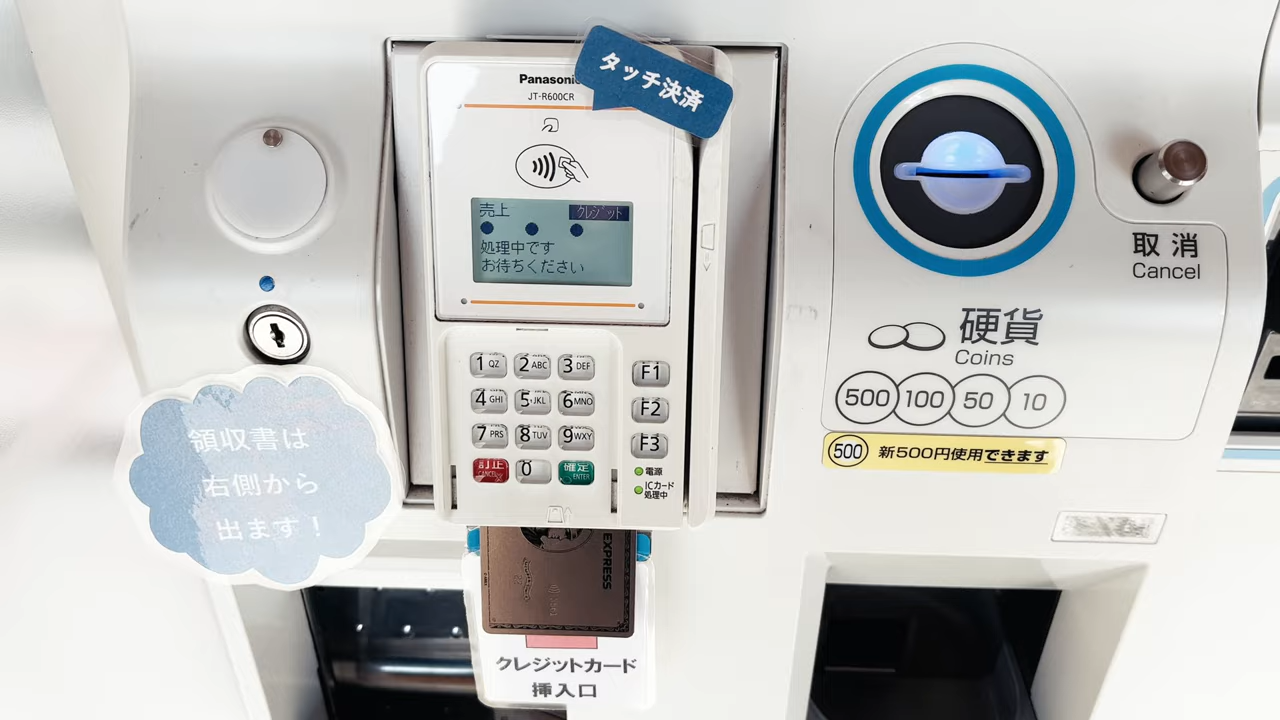 タッチ決済
Panasonic
JT-R600CR
売上 クレジット
処理中です
お待ちください
1 QZ 2 ABC 3 DEF F1
4 GHI 5 JKL 6 MNO F2
7 PRS 8 TUV 9 WXY F3
訂正 CANCEL 0 確定 ENTER
電源
ICカード
処理中
領収書は
右側から
出ます!
EXPRESS
クレジットカード
挿入口
取消
Cancel
硬貨
Coins
500 100 50 10
500 新500円使用できます